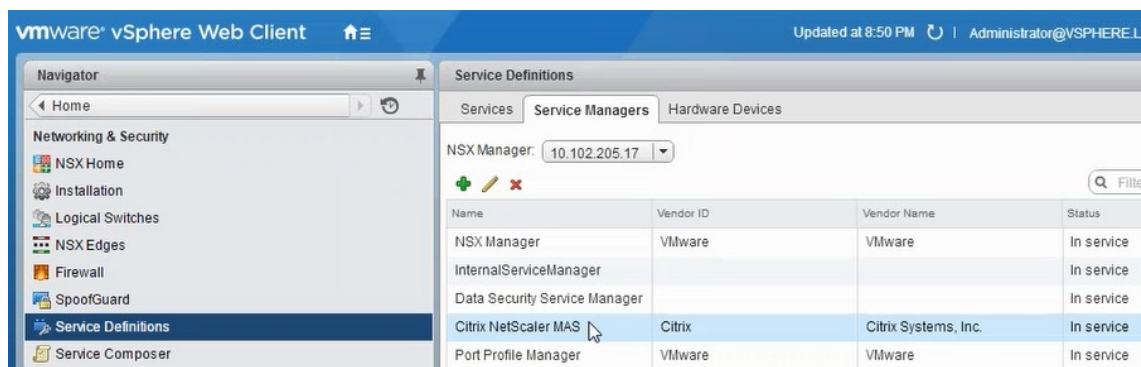 vmware® vSphere Web Client
Updated at 8:50 PM | Administrator@VSPHERE.L
Navigator
Home
Networking & Security
NSX Home
Installation
Logical Switches
NSX Edges
Firewall
SpoofGuard
Service Definitions
Service Composer
Service Definitions
Services Service Managers Hardware Devices
NSX Manager: 10.102.205.17
Filte
Name Vendor ID Vendor Name Status
NSX Manager VMware VMware In service
InternalServiceManager In service
Data Security Service Manager In service
Citrix NetScaler MAS Citrix Citrix Systems, Inc. In service
Port Profile Manager VMware VMware In service